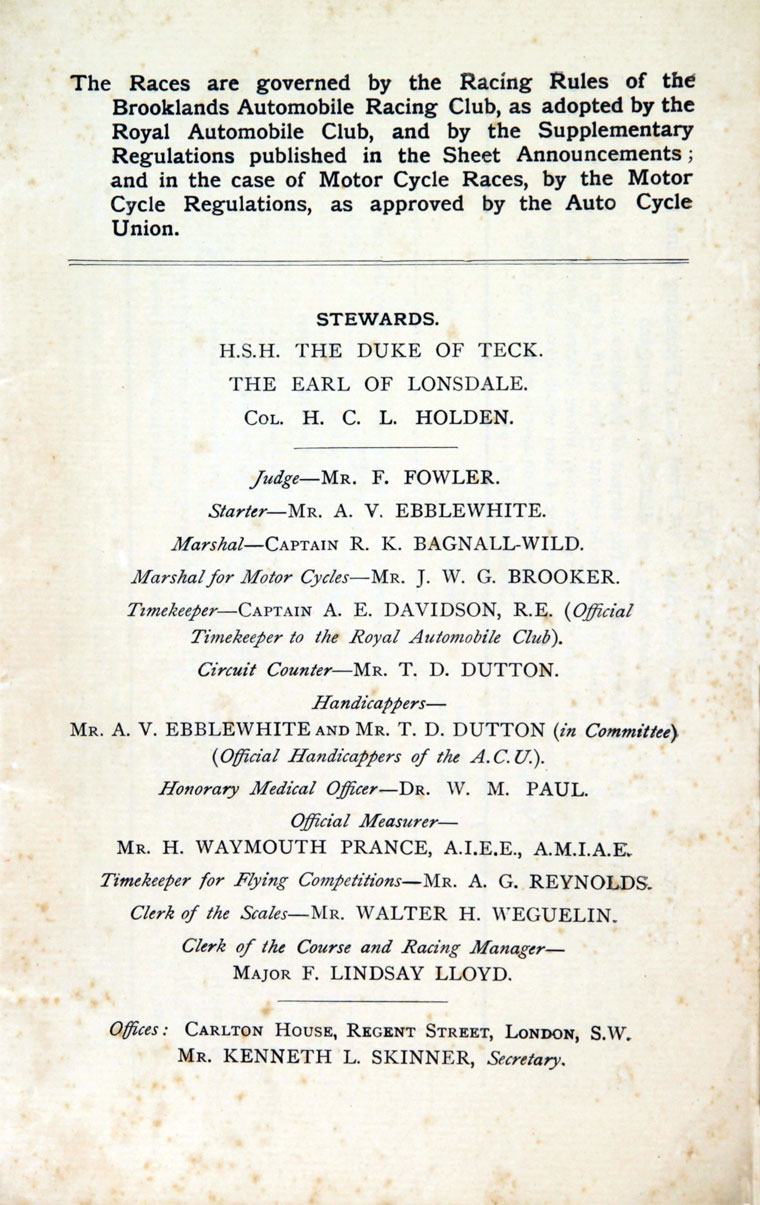 The Races are governed by the Racing Rules of the
Brooklands Automobile Racing Club, as adopted by the
Royal Automobile Club, and by the Supplementary
Regulations published in the Sheet Announcements;
and in the case of Motor Cycle Races, by the Motor
Cycle Regulations, as approved by the Auto Cycle
Union.
STEWARDS.
H.S.H. THE DUKE OF TECK.
THE EARL OF LONSDALE.
COL. H. C. L. HOLDEN.
Judge—MR. F. FOWLER.
Starter—MR. A. V. EBBLEWHITE.
Marshal—CAPTAIN R. K. BAGNALL-WILD.
Marshal for Motor Cycles—MR. J. W. G. BROOKER.
Timekeeper—CAPTAIN A. E. DAVIDSON, R.E. (Official
Timekeeper to the Royal Automobile Club).
Circuit Counter—MR. T. D. DUTTON.
Handicappers—
MR. A. V. EBBLEWHITE AND MR. T. D. DUTTON (in Committee)
(Official Handicappers of the A.C.U.).
Honorary Medical Officer—DR. W. M. PAUL.
Official Measurer—
MR. H. WAYMOUTH PRANCE, A.I.E.E., A.M.I.A.E.
Timekeeper for Flying Competitions—MR. A. G. REYNOLDS.
Clerk of the Scales—MR. WALTER H. WEGUELIN.
Clerk of the Course and Racing Manager—
MAJOR F. LINDSAY LLOYD.
Offices: CARLTON HOUSE, REGENT STREET, LONDON, S.W.
MR. KENNETH L. SKINNER, Secretary.